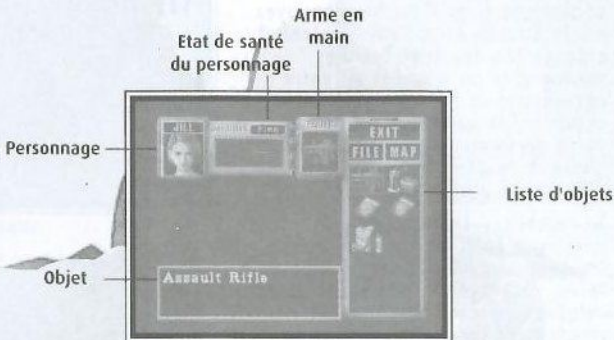 Arme en
main
Etat de santé
du personnage
Personnage
Liste d'objets
Objet
JILL
Fine
EXIT
FILE MAP
Assault Rifle